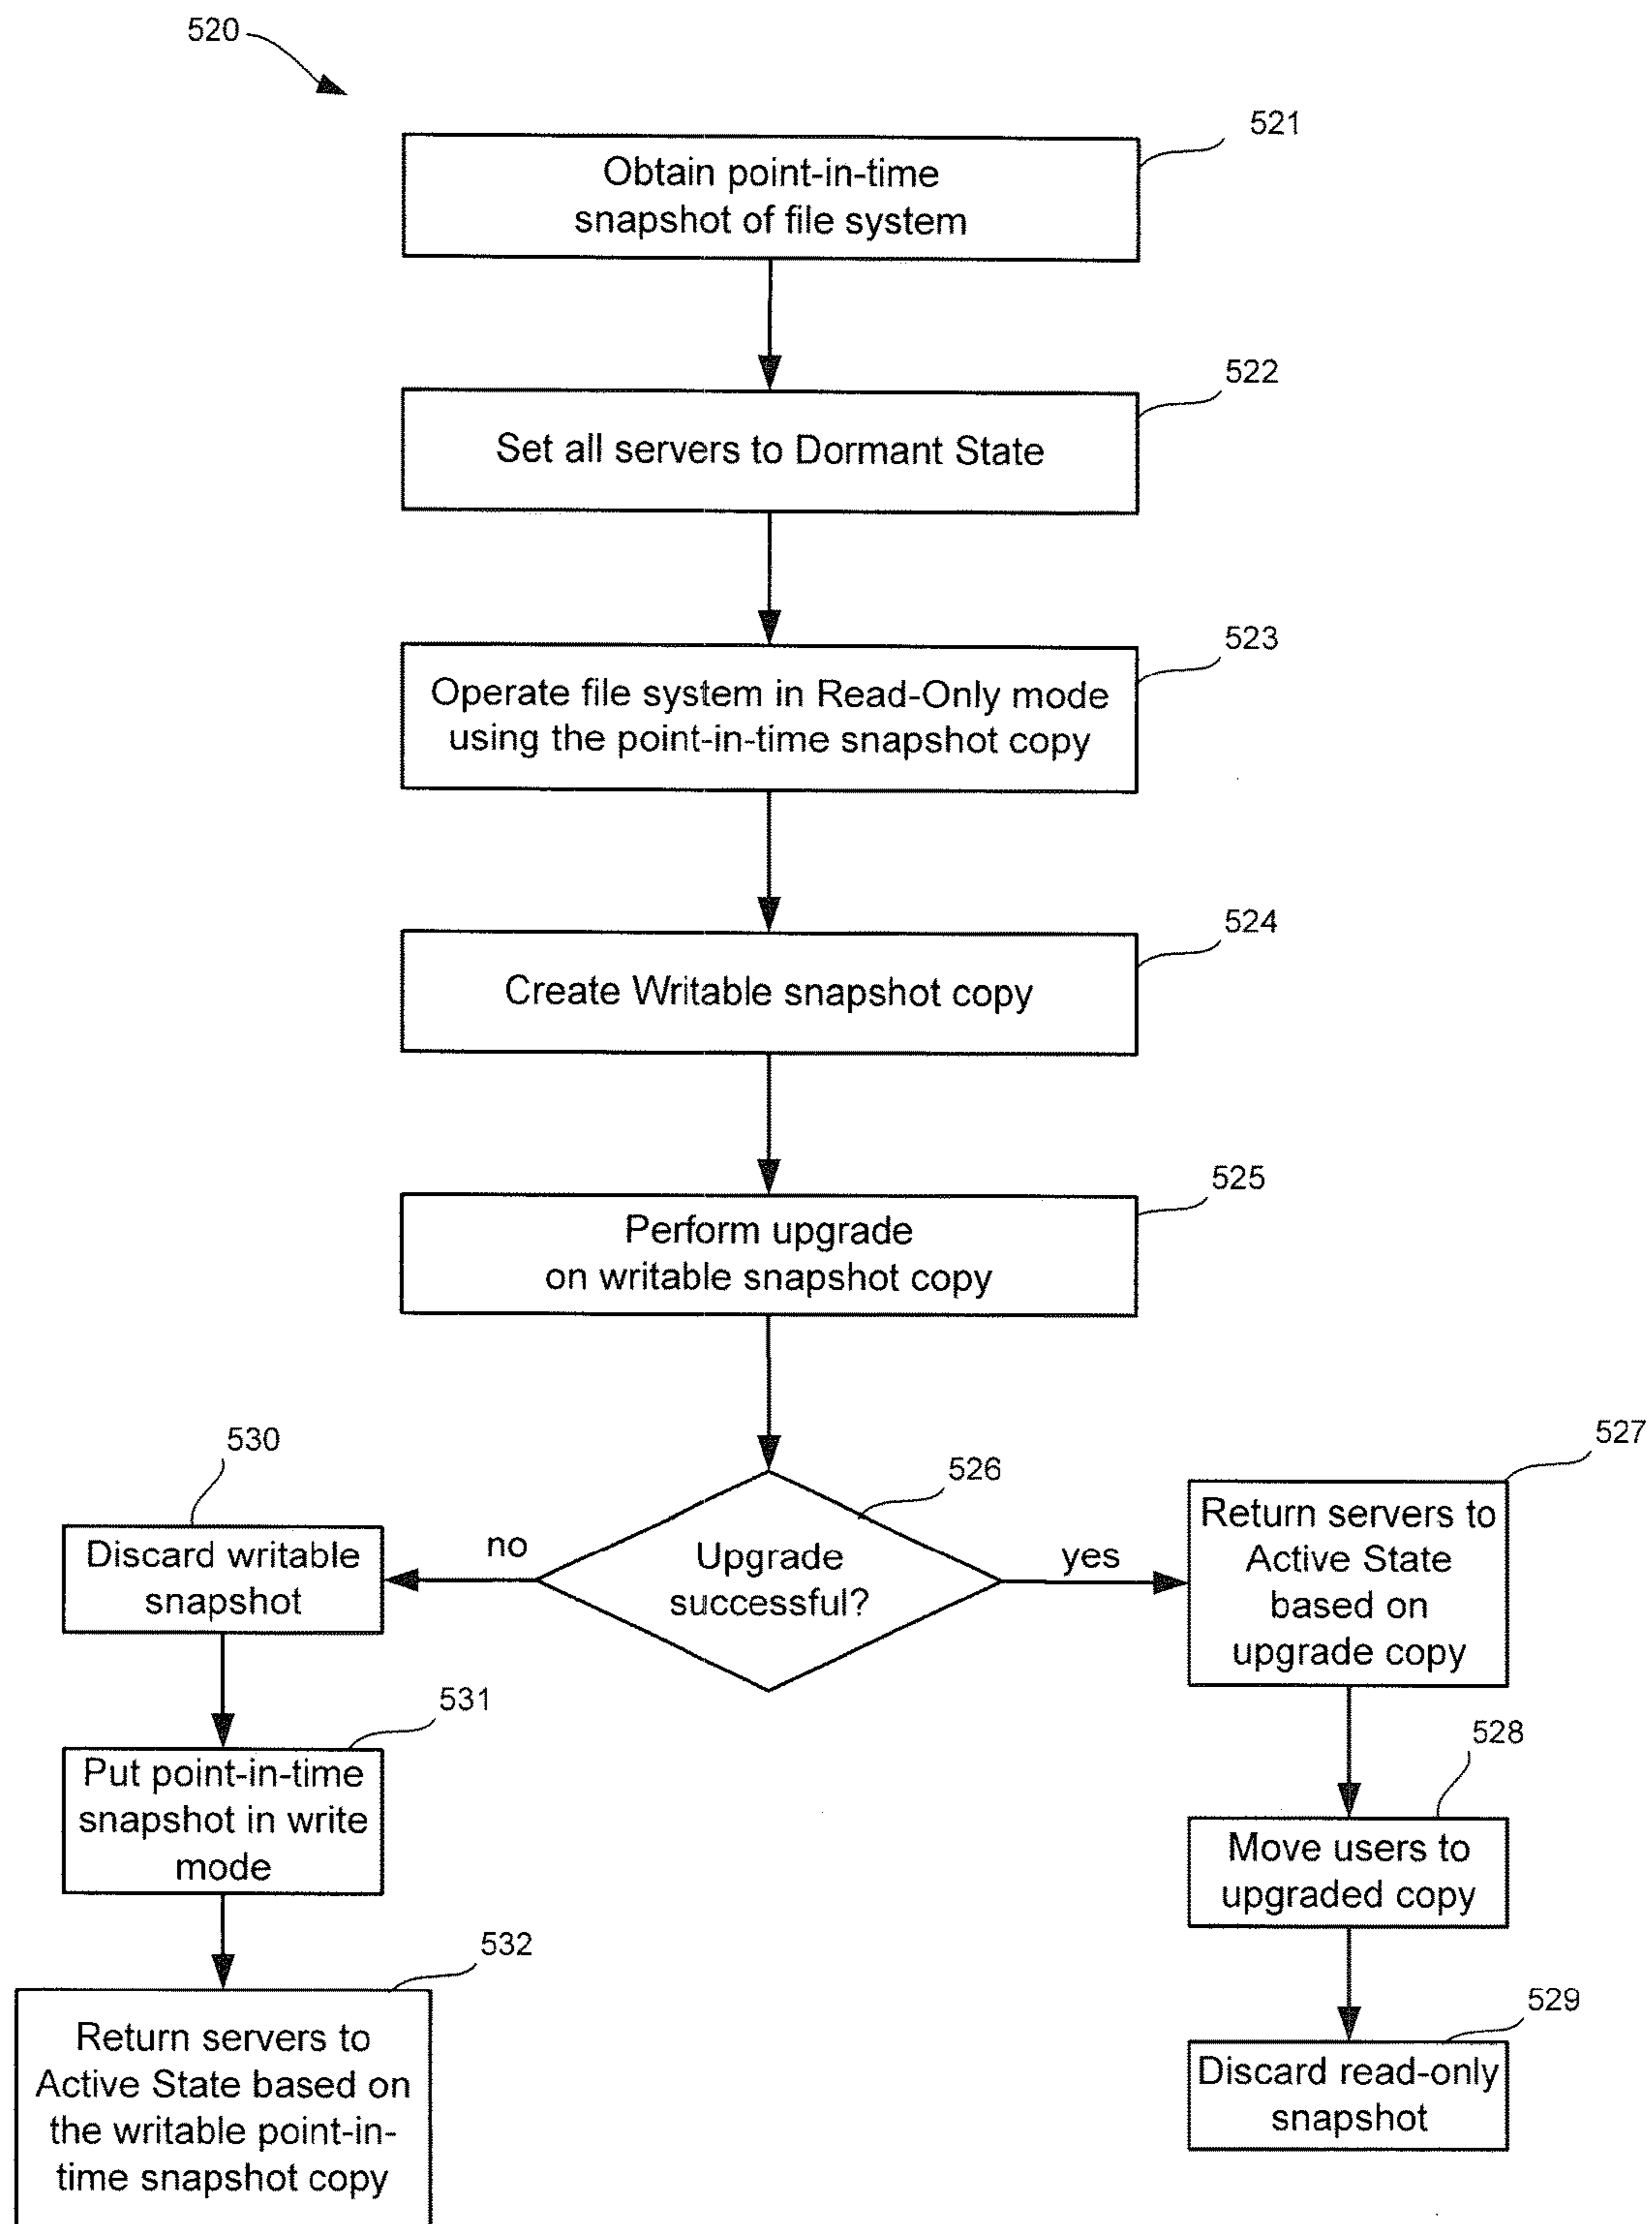 520
521
Obtain point-in-time
snapshot of file system
522
Set all servers to Dormant State
523
Operate file system in Read-Only mode
using the point-in-time snapshot copy
524
Create Writable snapshot copy
525
Perform upgrade
on writable snapshot copy
526
Upgrade
successful?
no
yes
530
Discard writable
snapshot
531
Put point-in-time
snapshot in write
mode
532
Return servers to
Active State based on
the writable point-in-
time snapshot copy
527
Return servers to
Active State
based on
upgrade copy
528
Move users to
upgraded copy
529
Discard read-only
snapshot